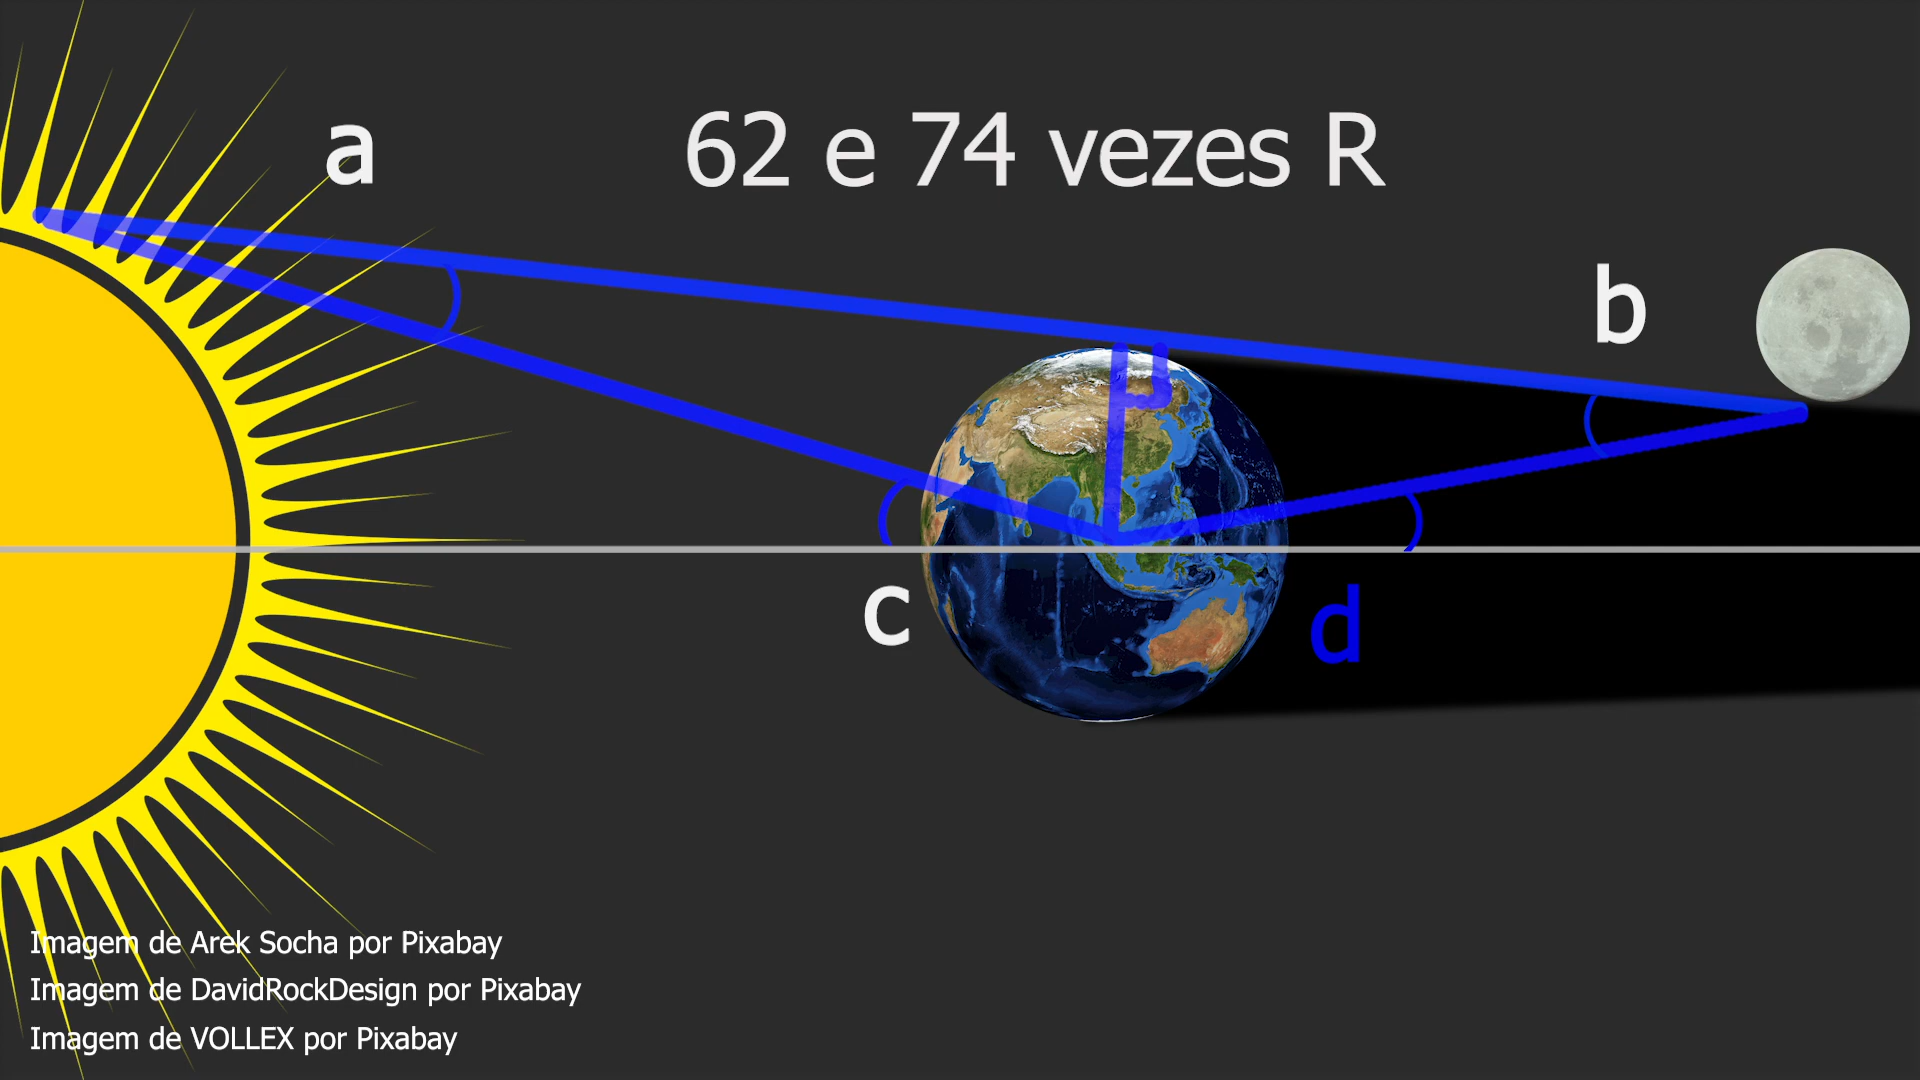 62 e 74 vezes R
a
b
c
d
Imagem de Arek Socha por Pixabay
Imagem de DavidRockDesign por Pixabay
Imagem de VOLLEX por Pixabay